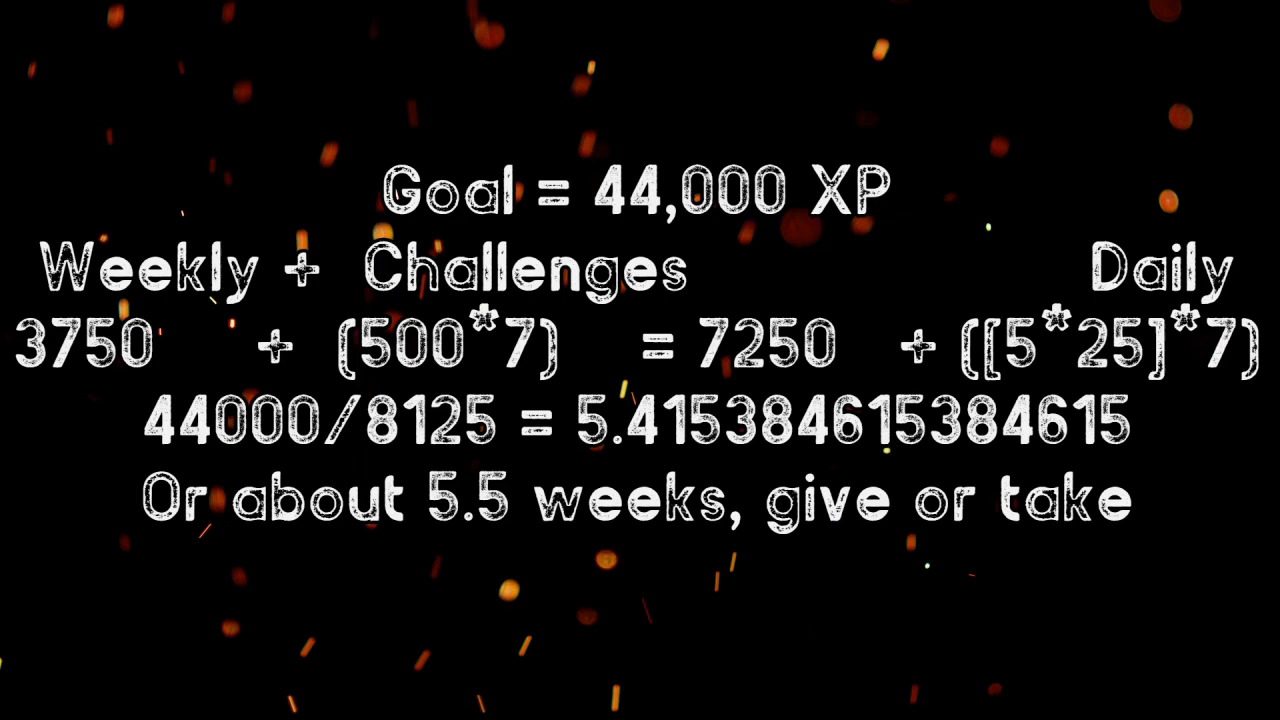 Goal = 44,000 XP
Weekly + Challenges Daily
3750 + (500*7) = 7250 + ([5*25]*7)
44000/8125 = 5.415384615384615
Or about 5.5 weeks, give or take